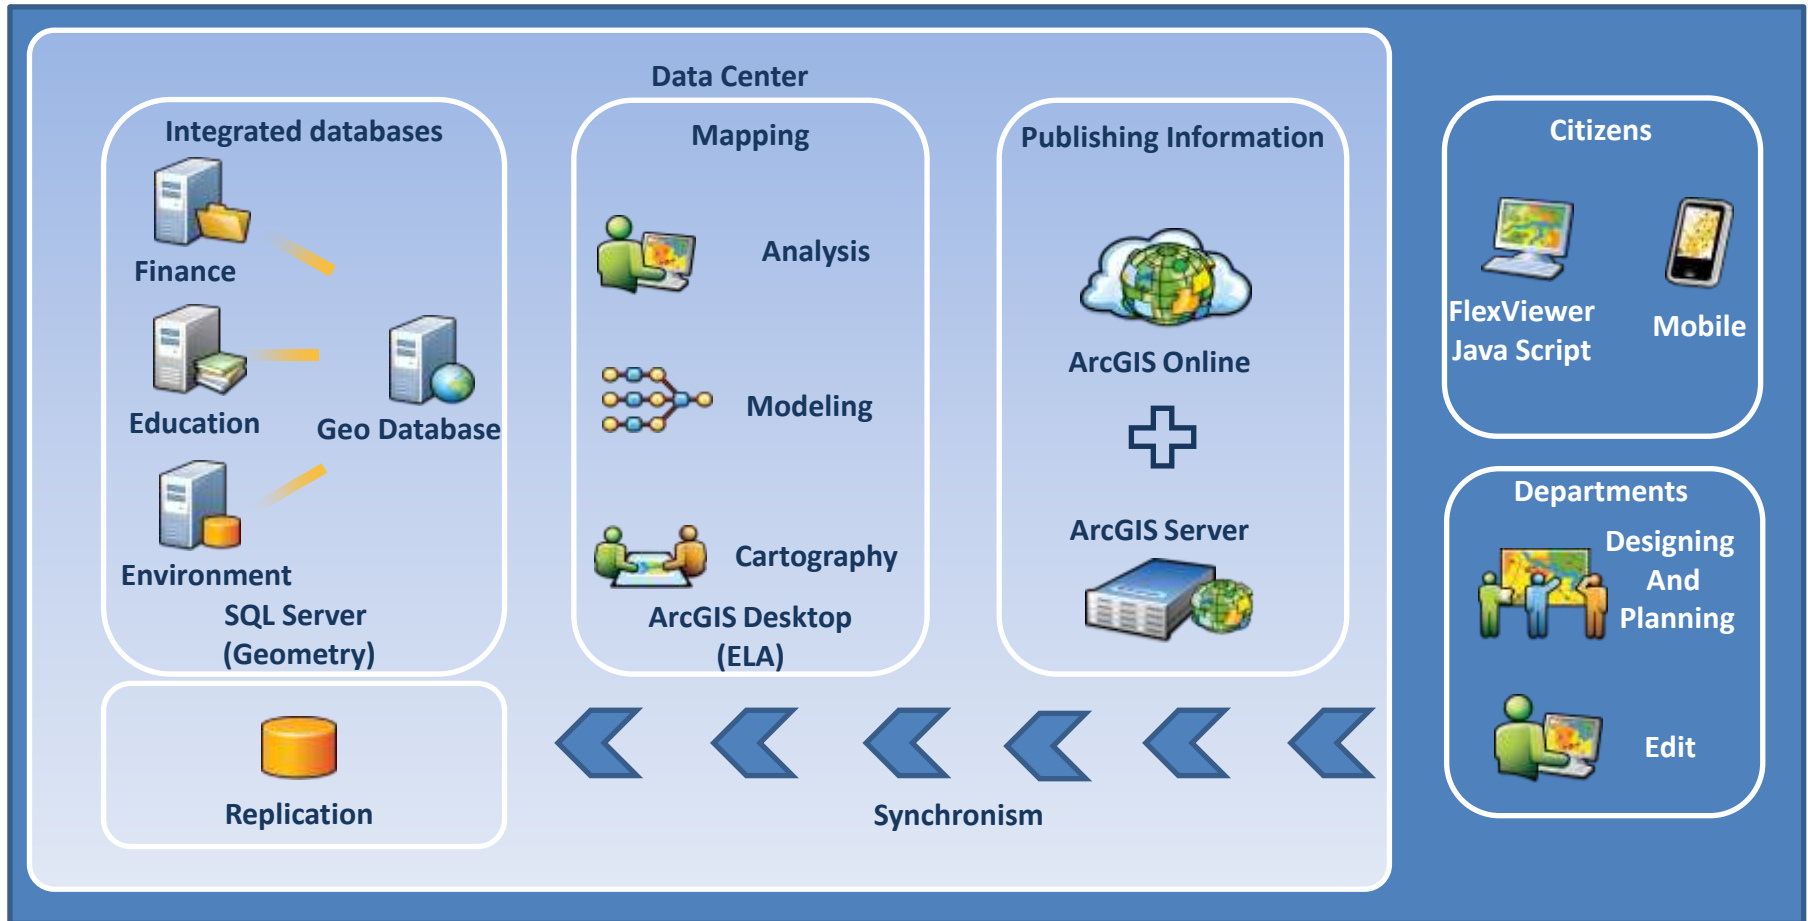 Data Center
Integrated databases
Finance
Education
Geo Database
Environment
SQL Server
(Geometry)
Replication
Mapping
Analysis
Modeling
Cartography
ArcGIS Desktop
(ELA)
Publishing Information
ArcGIS Online
ArcGIS Server
Synchronism
Citizens
FlexViewer
Java Script
Mobile
Departments
Designing
And
Planning
Edit